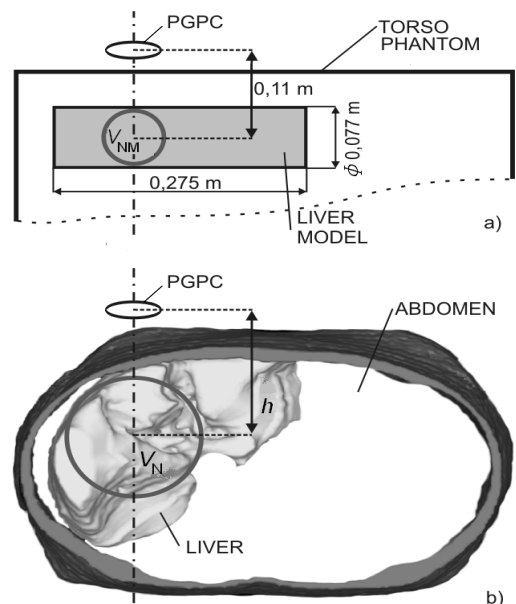 PGPC
TORSO
PHANTOM
0,11 m
V_NM
ϕ 0,077 m
0,275 m
LIVER
MODEL
a)
PGPC
ABDOMEN
h
V_N
LIVER
b)